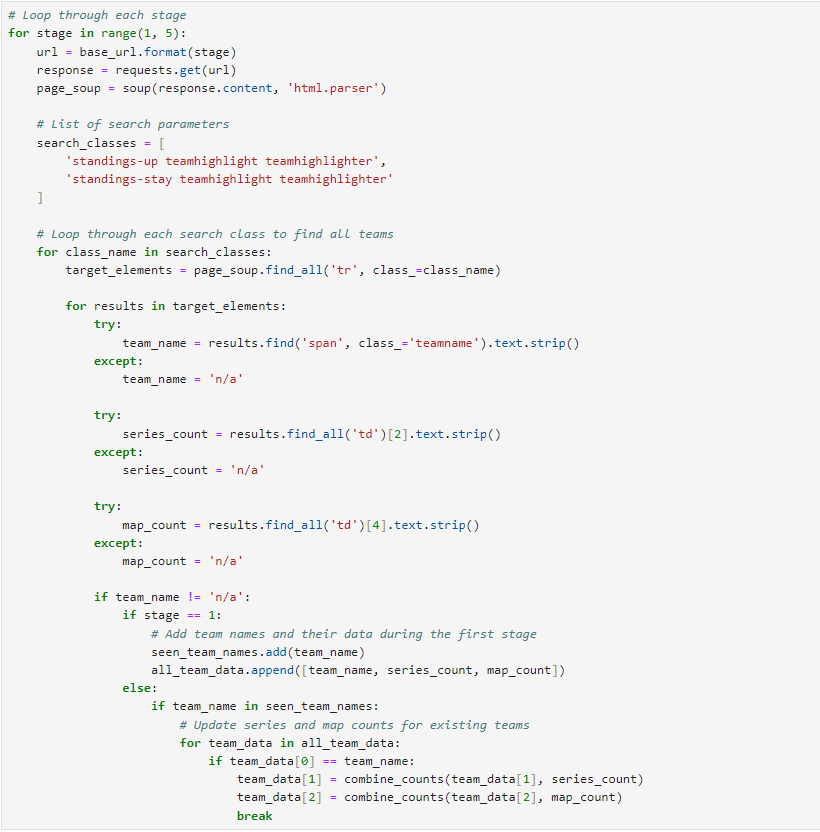 # Loop through each stage
for stage in range(1, 5):
    url = base_url.format(stage)
    response = requests.get(url)
    page_soup = soup(response.content, 'html.parser')

    # List of search parameters
    search_classes = [
        'standings-up teamhighlight teamhighlighter',
        'standings-stay teamhighlight teamhighlighter'
    ]

    # Loop through each search class to find all teams
    for class_name in search_classes:
        target_elements = page_soup.find_all('tr', class_=class_name)

        for results in target_elements:
            try:
                team_name = results.find('span', class_='teamname').text.strip()
            except:
                team_name = 'n/a'

            try:
                series_count = results.find_all('td')[2].text.strip()
            except:
                series_count = 'n/a'

            try:
                map_count = results.find_all('td')[4].text.strip()
            except:
                map_count = 'n/a'

            if team_name != 'n/a':
                if stage == 1:
                    # Add team names and their data during the first stage
                    seen_team_names.add(team_name)
                    all_team_data.append([team_name, series_count, map_count])
                else:
                    if team_name in seen_team_names:
                        # Update series and map counts for existing teams
                        for team_data in all_team_data:
                            if team_data[0] == team_name:
                                team_data[1] = combine_counts(team_data[1], series_count)
                                team_data[2] = combine_counts(team_data[2], map_count)
                                break